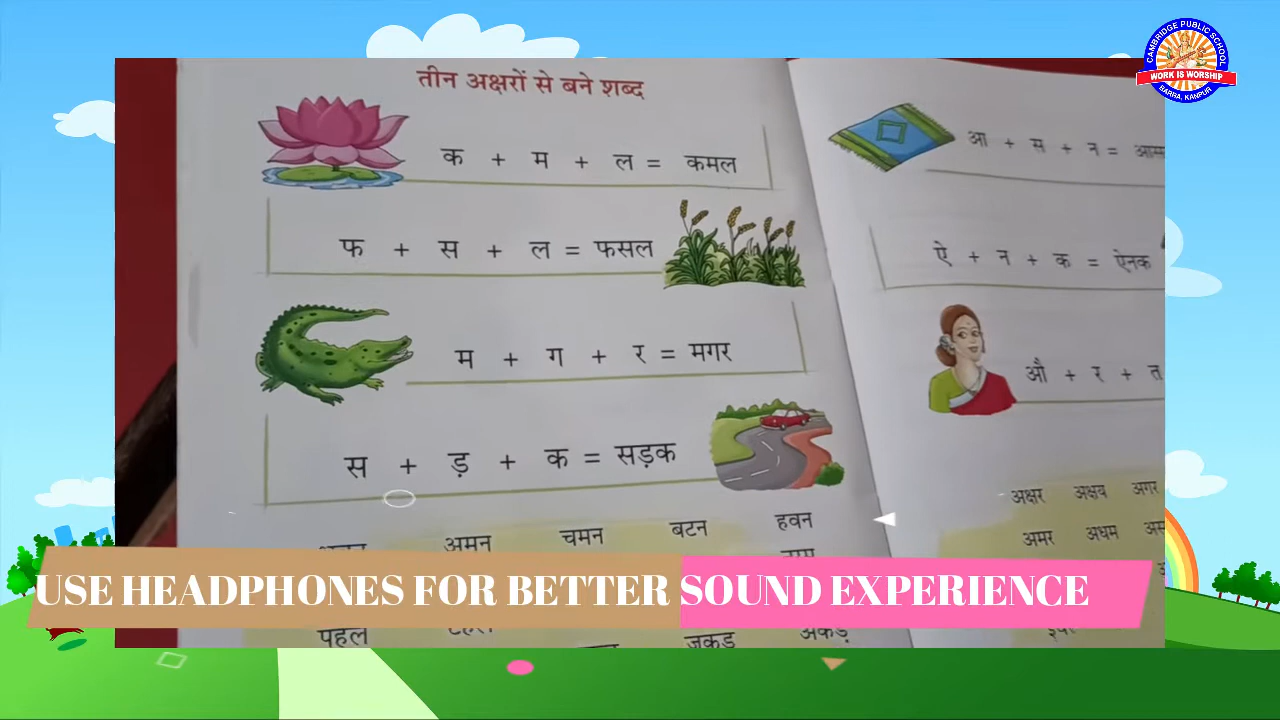 CAMBRIDGE PUBLIC SCHOOL
WORK IS WORSHIP
BARRA, KANPUR
तीन अक्षरों से बने शब्द
क + म + ल = कमल
फ + स + ल = फसल
म + ग + र = मगर
स + ड़ + क = सड़क
अमन चमन बटन हवन
पहल जकड़ अकड़
आ + स + न =
ऐ + न + क = ऐनक
औ + र + त
अक्षर अक्षत अगर
अमर अधम
USE HEADPHONES FOR BETTER SOUND EXPERIENCE